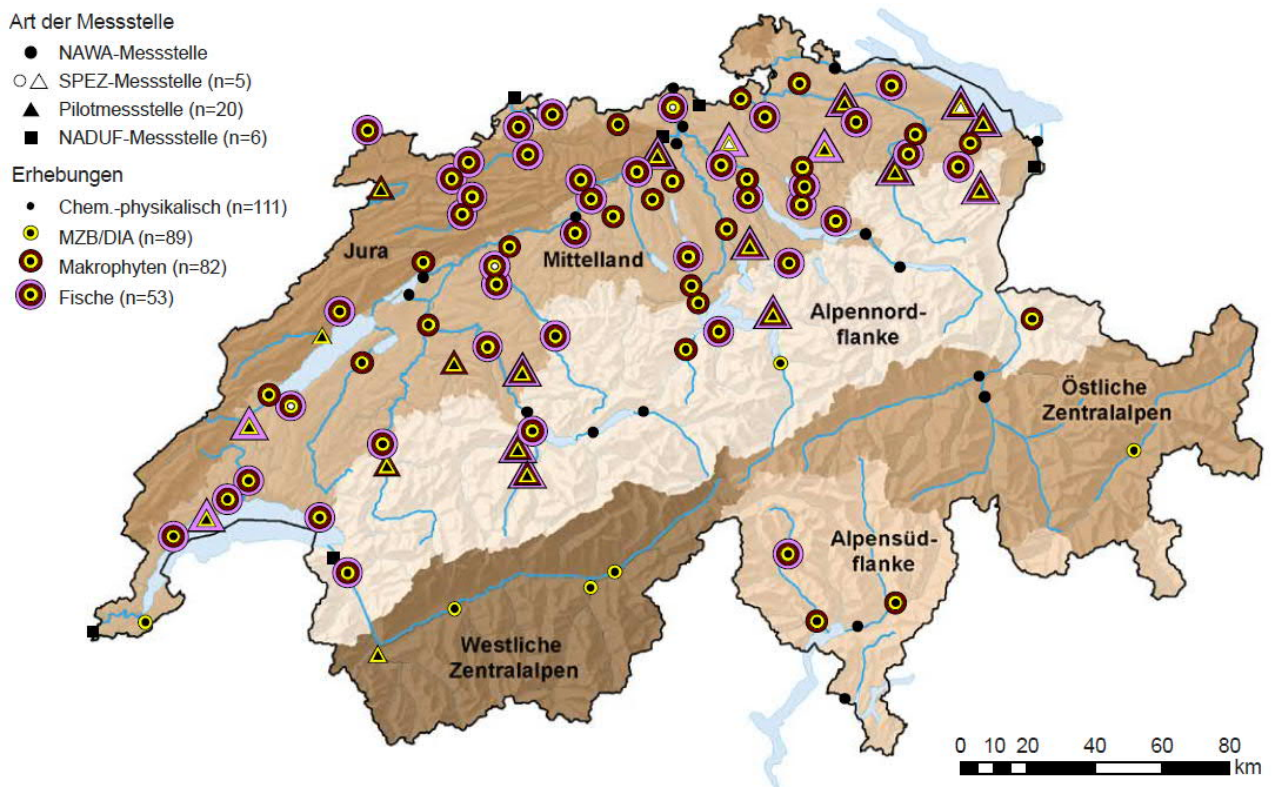 Art der Messstelle
NAWA-Messstelle
SPEZ-Messstelle (n=5)
Pilotmessstelle (n=20)
NADUF-Messstelle (n=6)
Erhebungen
Chem.-physikalisch (n=111)
MZB/DIA (n=89)
Makrophyten (n=82)
Fische (n=53)
Jura
Mittelland
Alpennord-
flanke
Östliche
Zentralalpen
Alpensüd-
flanke
Westliche
Zentralalpen
0 10 20 40 60 80
km